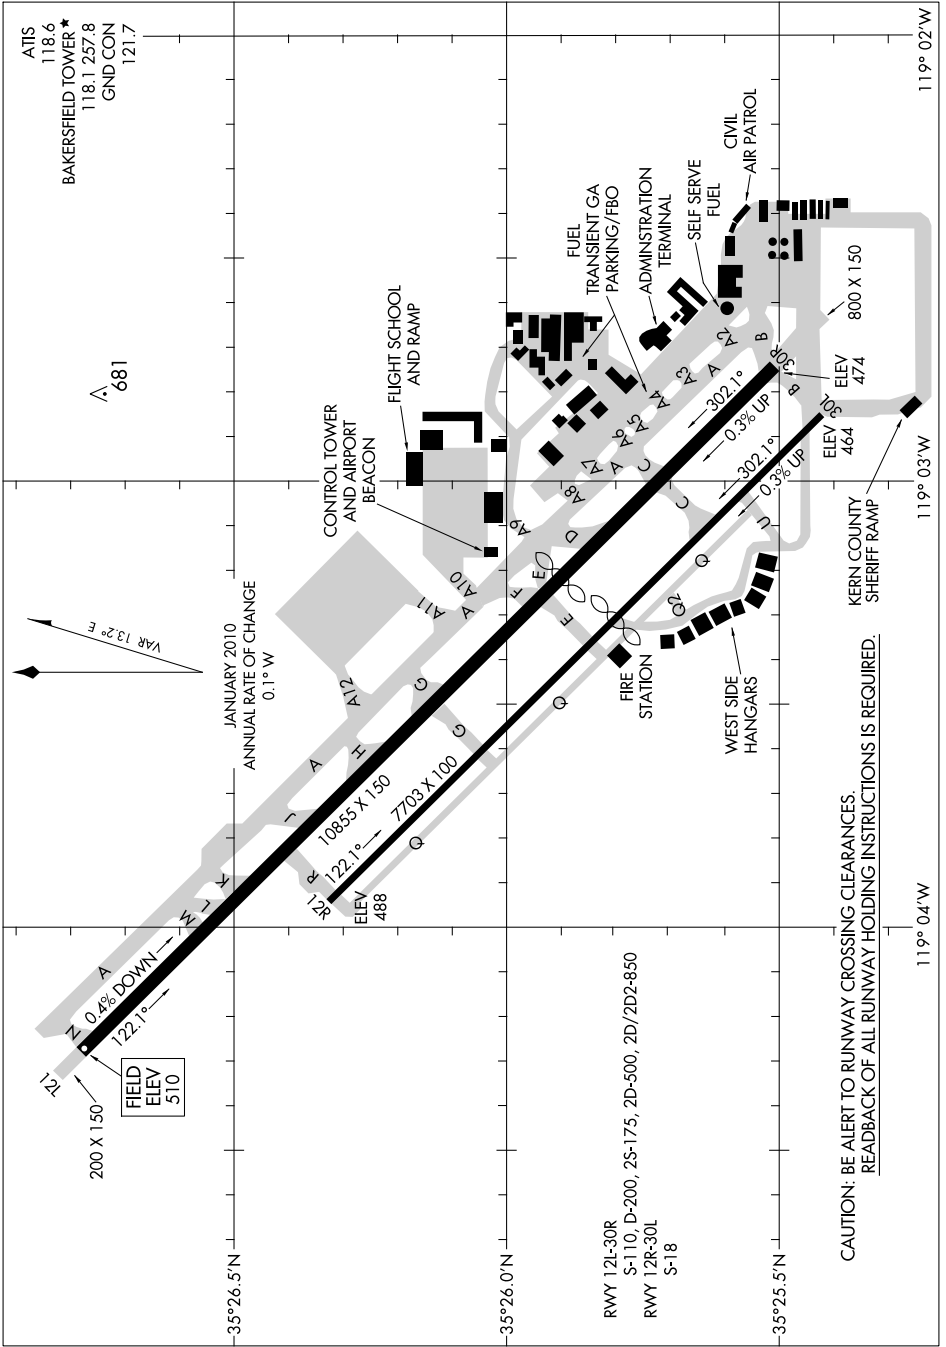 ATIS
118.6
BAKERSFIELD TOWER ★
118.1 257.8
GND CON
121.7
119° 02'W
681
CIVIL
AIR PATROL
SELF SERVE
FUEL
ADMINSTRATION
TERMINAL
FUEL
TRANSIENT GA
PARKING/FBO
FLIGHT SCHOOL
AND RAMP
CONTROL TOWER
AND AIRPORT
BEACON
800 X 150
VAR 13.2° E
JANUARY 2010
ANNUAL RATE OF CHANGE
0.1° W
A2
B
A
A3
A4
A5
A6
A7
A
C
A8
D
A9
E
F
A10
A
A11
A12
G
H
A
J
K
L
M
A
N
30R
B
ELEV
474
30L
ELEV
464
302.1°
0.3% UP
302.1°
0.3% UP
C
U
Q
Q2
E
Q
G
Q
R
119° 03'W
KERN COUNTY
SHERIFF RAMP
WEST SIDE
HANGARS
FIRE
STATION
10855 X 150
7703 X 100
122.1°
12R
ELEV
488
0.4% DOWN
122.1°
12L
FIELD
ELEV
510
200 X 150
119° 04'W
RWY 12L-30R
S-110, D-200, 2S-175, 2D-500, 2D/2D2-850
RWY 12R-30L
S-18
CAUTION: BE ALERT TO RUNWAY CROSSING CLEARANCES.
READBACK OF ALL RUNWAY HOLDING INSTRUCTIONS IS REQUIRED.
35°26.5'N
35°26.0'N
35°25.5'N